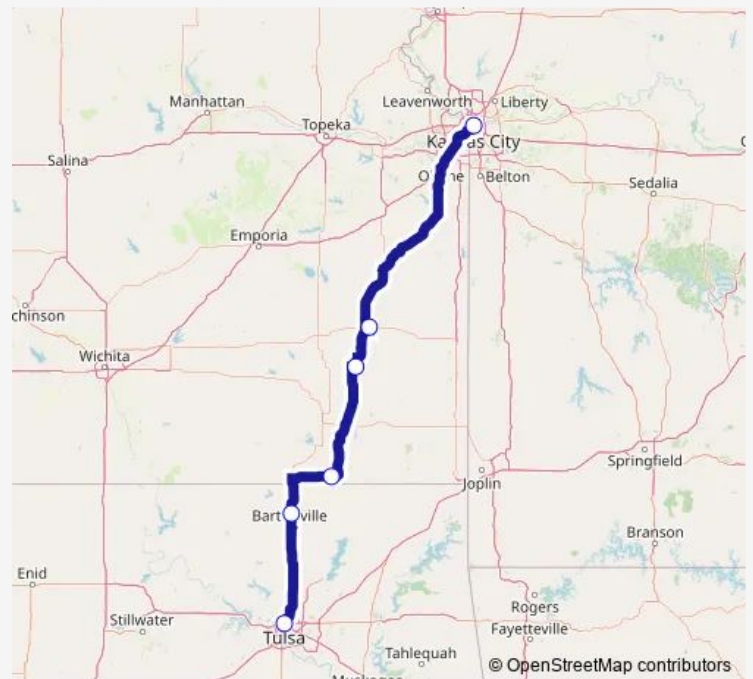 Manhattan
Leavenworth
Liberty
Topeka
Salina
Belton
Sedalia
Emporia
chinson
Wichita
Springfield
Joplin
Branson
Enid
Stillwater
Rogers
Fayetteville
Tulsa
Tahlequah
© OpenStreetMap contributors